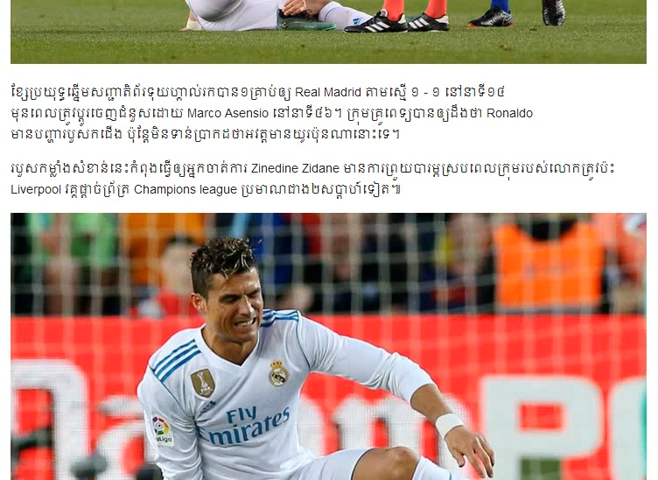 ខ្សែប្រយុទ្ធឆ្នើមសញ្ជាតិព័រទុយហ្គាល់រកបាន១គ្រាប់ឲ្យ Real Madrid តាមស្មើ ១ - ១ នៅនាទី១៤
មុនពេលត្រូវប្តូរចេញជំនួសដោយ Marco Asensio នៅនាទី៤៦។ ក្រុមគ្រូពេទ្យបានឲ្យដឹងថា Ronaldo
មានបញ្ហារបួសកជើង ប៉ុន្តែមិនទាន់ប្រាកដថាអវត្តមានយូរប៉ុនណានោះទេ។
របួសកម្លាំងសំខាន់នេះកំពុងធ្វើឲ្យអ្នកចាត់ការ Zinedine Zidane មានការព្រួយបារម្ភស្របពេលក្រុមរបស់លោកត្រូវប៉ះ
Liverpool វគ្គផ្តាច់ព្រ័ត្រ Champions league ប្រមាណជាង២សប្តាហ៍ទៀត៕
Fly
Emirates
LaLiga